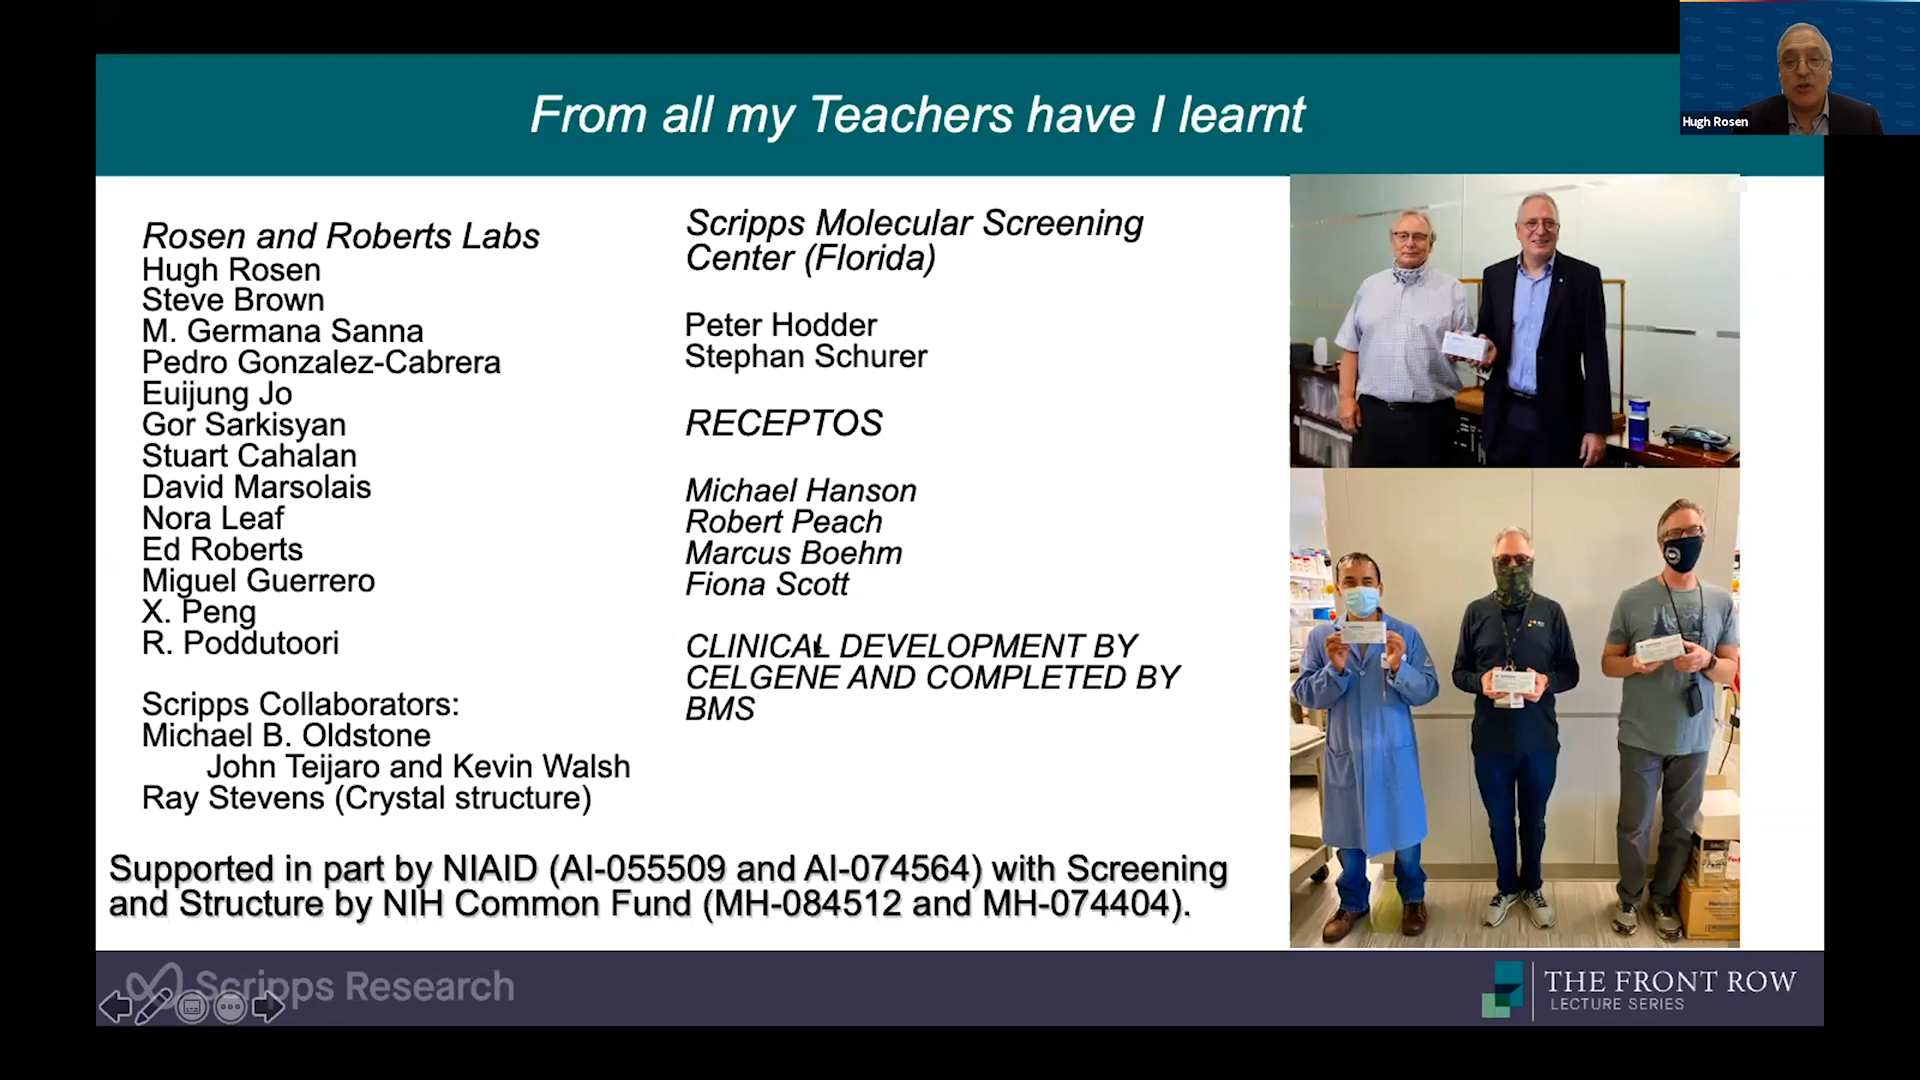 From all my Teachers have I learnt
Hugh Rosen
Rosen and Roberts Labs
Hugh Rosen
Steve Brown
M. Germana Sanna
Pedro Gonzalez-Cabrera
Euijung Jo
Gor Sarkisyan
Stuart Cahalan
David Marsolais
Nora Leaf
Ed Roberts
Miguel Guerrero
X. Peng
R. Poddutoori
Scripps Collaborators:
Michael B. Oldstone
John Teijaro and Kevin Walsh
Ray Stevens (Crystal structure)
Scripps Molecular Screening
Center (Florida)
Peter Hodder
Stephan Schurer
RECEPTOS
Michael Hanson
Robert Peach
Marcus Boehm
Fiona Scott
CLINICAL DEVELOPMENT BY
CELGENE AND COMPLETED BY
BMS
Supported in part by NIAID (AI-055509 and AI-074564) with Screening
and Structure by NIH Common Fund (MH-084512 and MH-074404).
Scripps Research
THE FRONT ROW
LECTURE SERIES